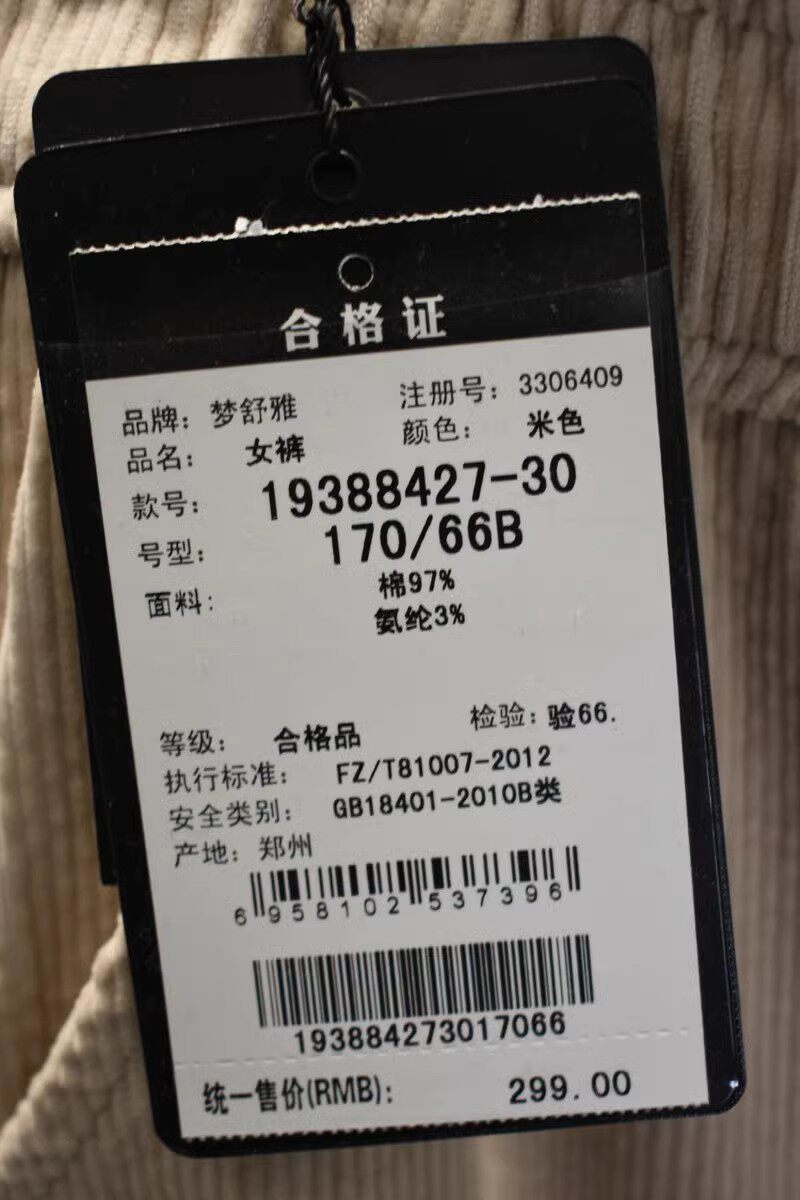 合格证
品牌: 梦舒雅 注册号: 3306409
品名: 女裤 颜色: 米色
款号: 19388427-30
号型: 170/66B
面料: 棉97%
氨纶3%
等级: 合格品 检验: 验66.
执行标准: FZ/T81007-2012
安全类别: GB18401-2010B类
产地: 郑州
6958102537396
193884273017066
统一售价(RMB): 299.00